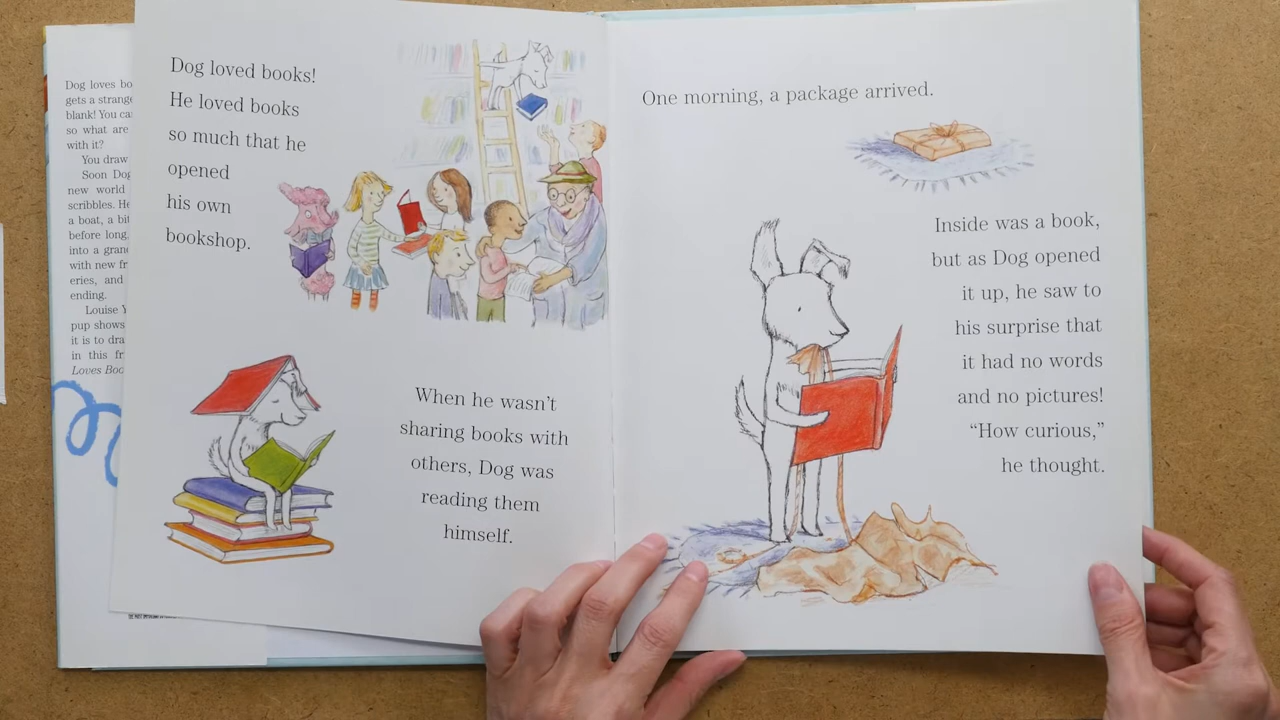 Dog loves bo
gets a strange
blank! You ca
so what are
with it?
You draw
Soon Dog
new world
scribbles. He
a boat, a bit
before long,
into a gran
with new fr
eries, and
ending.
Louise Y
pup shows
it is to dra
in this fr
Loves Boo
Dog loved books!
He loved books
so much that he
opened
his own
bookshop.
When he wasn't
sharing books with
others, Dog was
reading them
himself.
One morning, a package arrived.
Inside was a book,
but as Dog opened
it up, he saw to
his surprise that
it had no words
and no pictures!
“How curious,”
he thought.